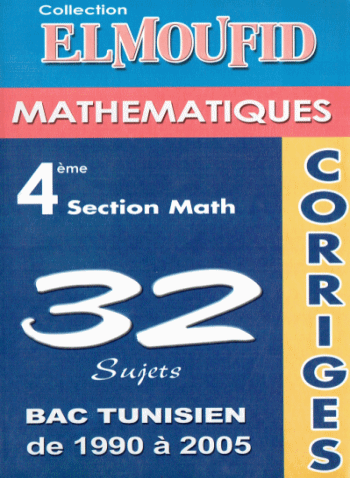 Collection
ELMOUFID
MATHEMATIQUES
4ème
Section Math
32
Sujets
BAC TUNISIEN
de 1990 à 2005
CORRIGES